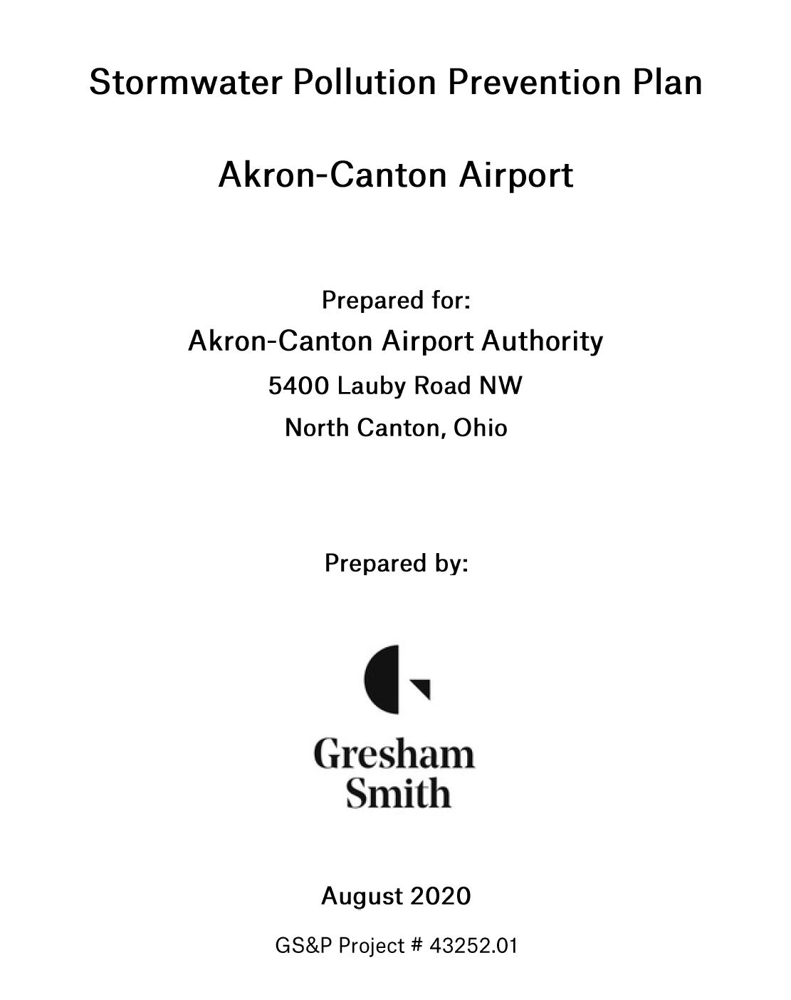 Stormwater Pollution Prevention Plan
Akron-Canton Airport
Prepared for:
Akron-Canton Airport Authority
5400 Lauby Road NW
North Canton, Ohio
Prepared by:
Gresham
Smith
August 2020
GS&P Project # 43252.01